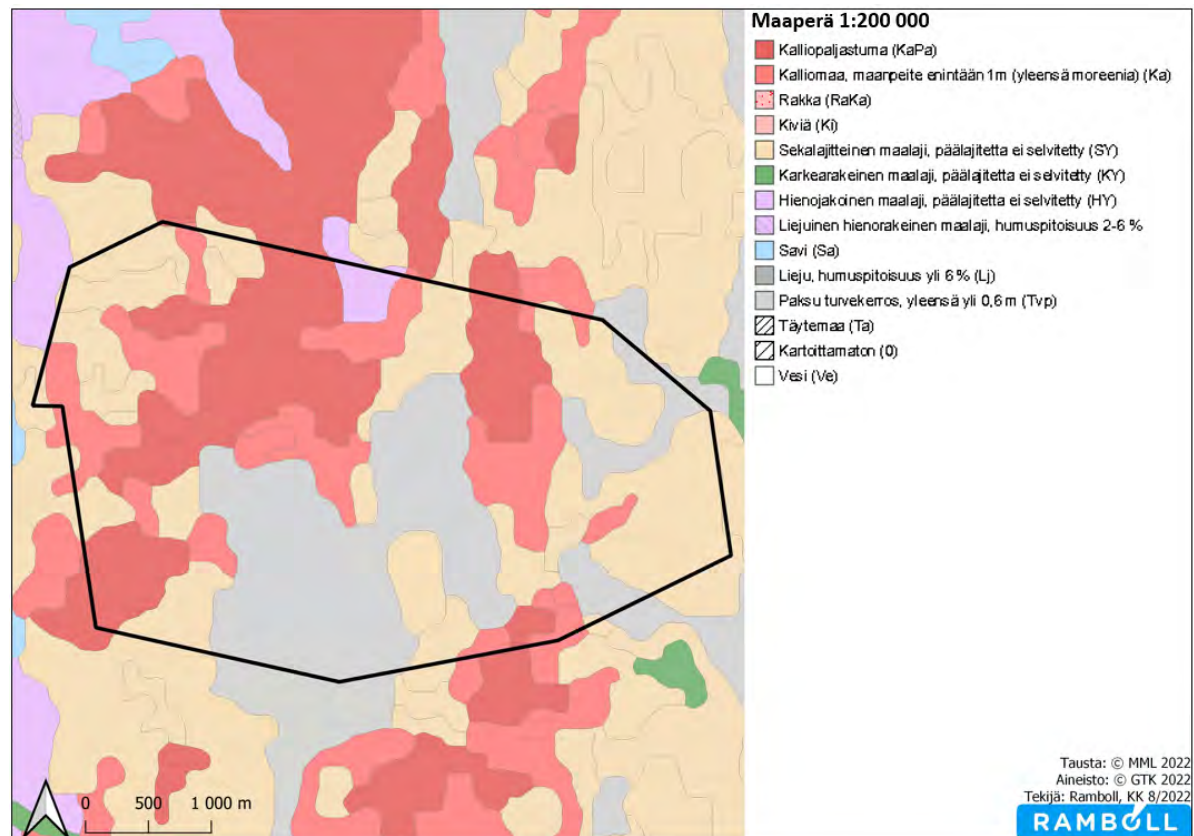 Maaperä 1:200 000
Kalliopaljastuma (KaPa)
Kalliomaa, maanpeite enintään 1m (yleensä moreenia) (Ka)
Rakka (RaKa)
Kiviä (Ki)
Sekalajitteinen maalaji, päälajitetta ei selvitetty (SY)
Karkearakeinen maalaji, päälajitetta ei selvitetty (KY)
Hienojakoinen maalaji, päälajitetta ei selvitetty (HY)
Liejuinen hienorakeinen maalaji, humuspitoisuus 2-6 %
Savi (Sa)
Lieju, humuspitoisuus yli 6 % (Lj)
Paksu turvekerros, yleensä yli 0,6 m (Tvp)
Täytemaa (Ta)
Kartoittamaton (0)
Vesi (Ve)
0 500 1 000 m
Tausta: © MML 2022
Aineisto: © GTK 2022
Tekijä: Ramboll, KK 8/2022
RAMBOLL